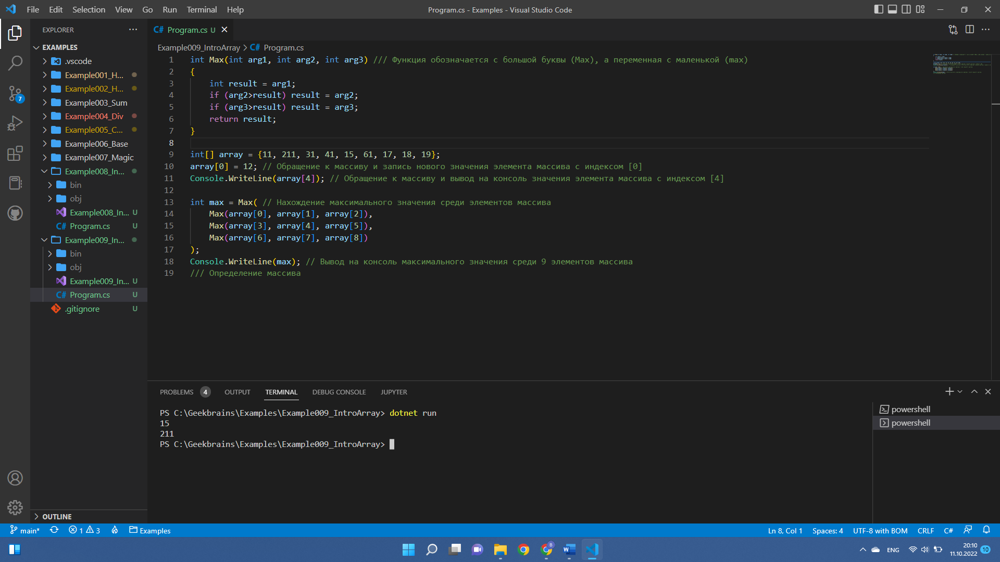 File Edit Selection View Go Run Terminal Help
Program.cs - Examples - Visual Studio Code
EXPLORER
EXAMPLES
.vscode
Example001_H...
Example002_H...
Example003_Sum
Example004_Div
Example005_C...
Example006_Base
Example007_Magic
Example008_In...
bin
obj
Example008_In... U
Program.cs U
Example009_In...
bin
obj
Example009_In... U
Program.cs U
.gitignore U
OUTLINE
7
C# Program.cs U
Example009_IntroArray > C# Program.cs
1 int Max(int arg1, int arg2, int arg3) /// Функция обозначается с большой буквы (Max), а переменная с маленькой (max)
2 {
3 int result = arg1;
4 if (arg2>result) result = arg2;
5 if (arg3>result) result = arg3;
6 return result;
7 }
8
9 int[] array = {11, 211, 31, 41, 15, 61, 17, 18, 19};
10 array[0] = 12; // Обращение к массиву и запись нового значения элемента массива с индексом [0]
11 Console.WriteLine(array[4]); // Обращение к массиву и вывод на консоль значения элемента массива с индексом [4]
12
13 int max = Max( // Нахождение максимального значения среди элементов массива
14 Max(array[0], array[1], array[2]),
15 Max(array[3], array[4], array[5]),
16 Max(array[6], array[7], array[8])
17 );
18 Console.WriteLine(max); // Вывод на консоль максимального значения среди 9 элементов массива
19 /// Определение массива
PROBLEMS 4 OUTPUT TERMINAL DEBUG CONSOLE JUPYTER
PS C:\Geekbrains\Examples\Example009_IntroArray> dotnet run
15
211
PS C:\Geekbrains\Examples\Example009_IntroArray>
powershell
powershell
main* 1 3 Examples
Ln 8, Col 1 Spaces: 4 UTF-8 with BOM CRLF C#
B
W
ENG
20:10
11.10.2022
10